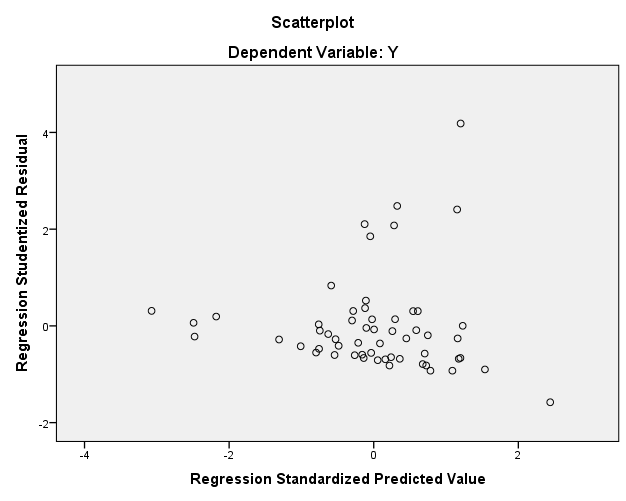 Scatterplot
Dependent Variable: Y
Regression Studentized Residual
4
2
0
-2
-4
-2
0
2
Regression Standardized Predicted Value